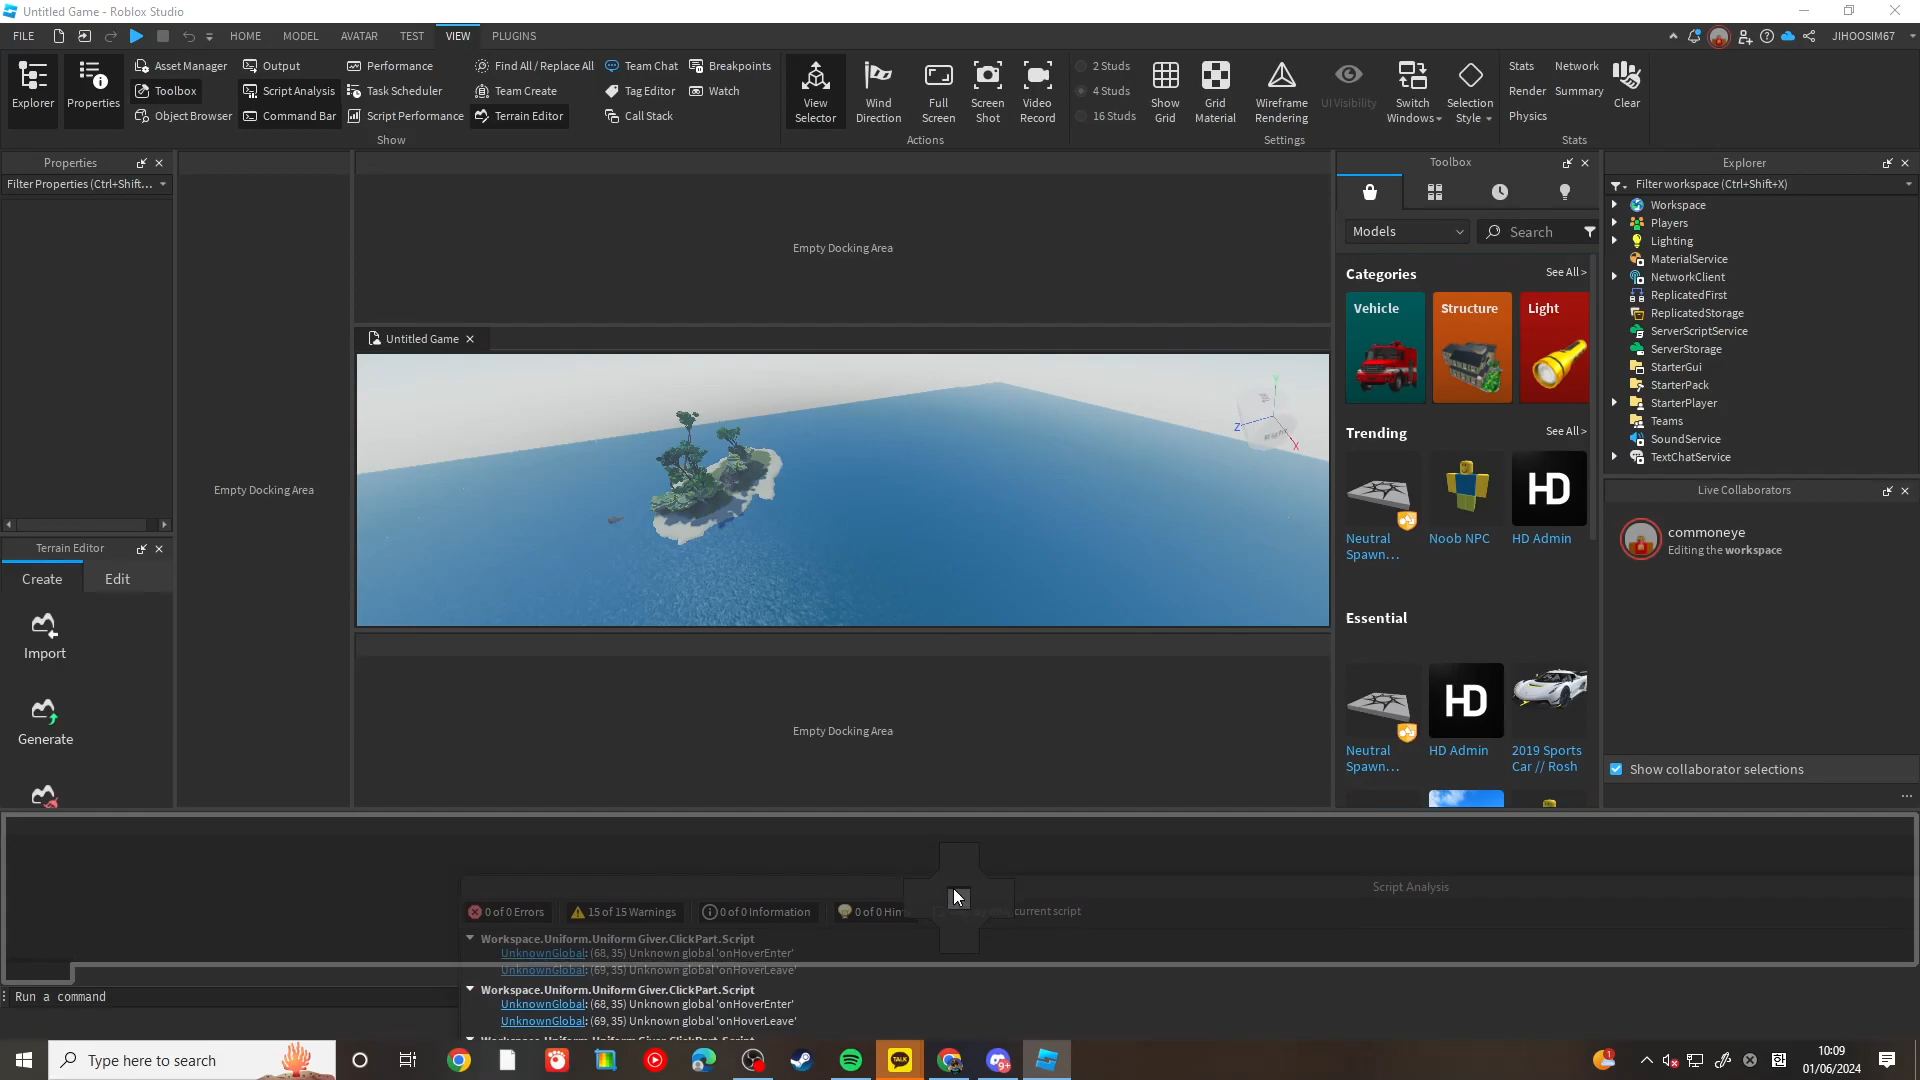 Untitled Game - Roblox Studio
FILE HOME MODEL AVATAR TEST VIEW PLUGINS JIHOOSIM67
Explorer
Properties
Asset Manager
Toolbox
Object Browser
Output
Script Analysis
Command Bar
Performance
Task Scheduler
Script Performance
Find All / Replace All
Team Create
Terrain Editor
Team Chat
Tag Editor
Call Stack
Breakpoints
Watch
Show
View
Selector
Wind
Direction
Full
Screen
Screen
Shot
Video
Record
Actions
2 Studs
4 Studs
16 Studs
Show
Grid
Grid
Material
Wireframe
Rendering
UI Visibility
Switch
Windows
Selection
Style
Settings
Stats
Render
Physics
Network
Summary
Clear
Stats
Properties
Filter Properties (Ctrl+Shift...
Terrain Editor
Create Edit
Import
Generate
Empty Docking Area
Empty Docking Area
Untitled Game
Y
Z
X
Empty Docking Area
Toolbox
Models
Search
Categories See All >
Vehicle Structure Light
Trending See All >
HD
Neutral
Spawn...
Noob NPC
HD Admin
Essential
HD
Neutral
Spawn...
HD Admin
2019 Sports
Car // Rosh
Explorer
Filter workspace (Ctrl+Shift+X)
Workspace
Players
Lighting
MaterialService
NetworkClient
ReplicatedFirst
ReplicatedStorage
ServerScriptService
ServerStorage
StarterGui
StarterPack
StarterPlayer
Teams
SoundService
TextChatService
Live Collaborators
commoneye
Editing the workspace
Show collaborator selections
Script Analysis
0 of 0 Errors 15 of 15 Warnings 0 of 0 Information 0 of 0 current script
Workspace.Uniform.Uniform Giver.ClickPart.Script
UnknownGlobal: (68, 35) Unknown global 'onHoverEnter'
UnknownGlobal: (69, 35) Unknown global 'onHoverLeave'
Workspace.Uniform.Uniform Giver.ClickPart.Script
UnknownGlobal: (68, 35) Unknown global 'onHoverEnter'
UnknownGlobal: (69, 35) Unknown global 'onHoverLeave'
Run a command
Type here to search
TALK
9+
1
10:09
01/06/2024